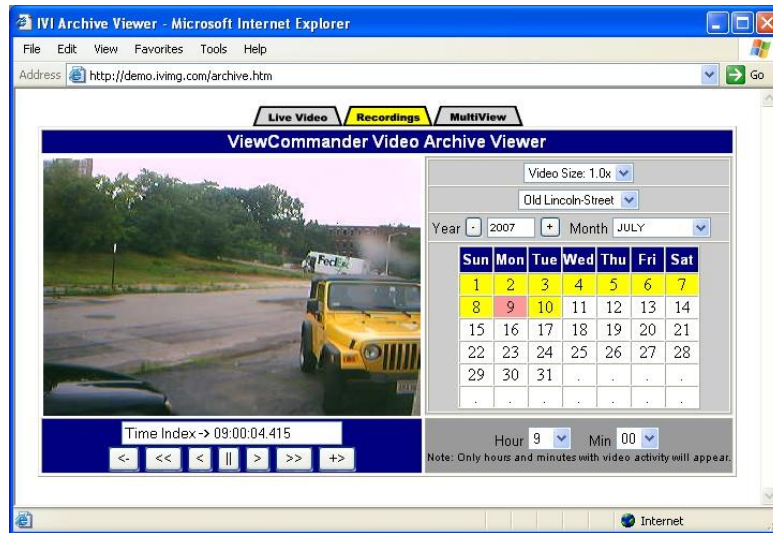 IVI Archive Viewer - Microsoft Internet Explorer
File Edit View Favorites Tools Help
Address http://demo.ivimg.com/archive.htm Go
Live Video Recordings MultiView
ViewCommander Video Archive Viewer
Video Size: 1.0x
Old Lincoln-Street
Year - 2007 + Month JULY
Sun Mon Tue Wed Thu Fri Sat
1 2 3 4 5 6 7
8 9 10 11 12 13 14
15 16 17 18 19 20 21
22 23 24 25 26 27 28
29 30 31 . . . .
. . . . . . .
FedEx
Time Index -> 09:00:04.415
<- << < || > >> +>
Hour 9 Min 00
Note: Only hours and minutes with video activity will appear.
Internet